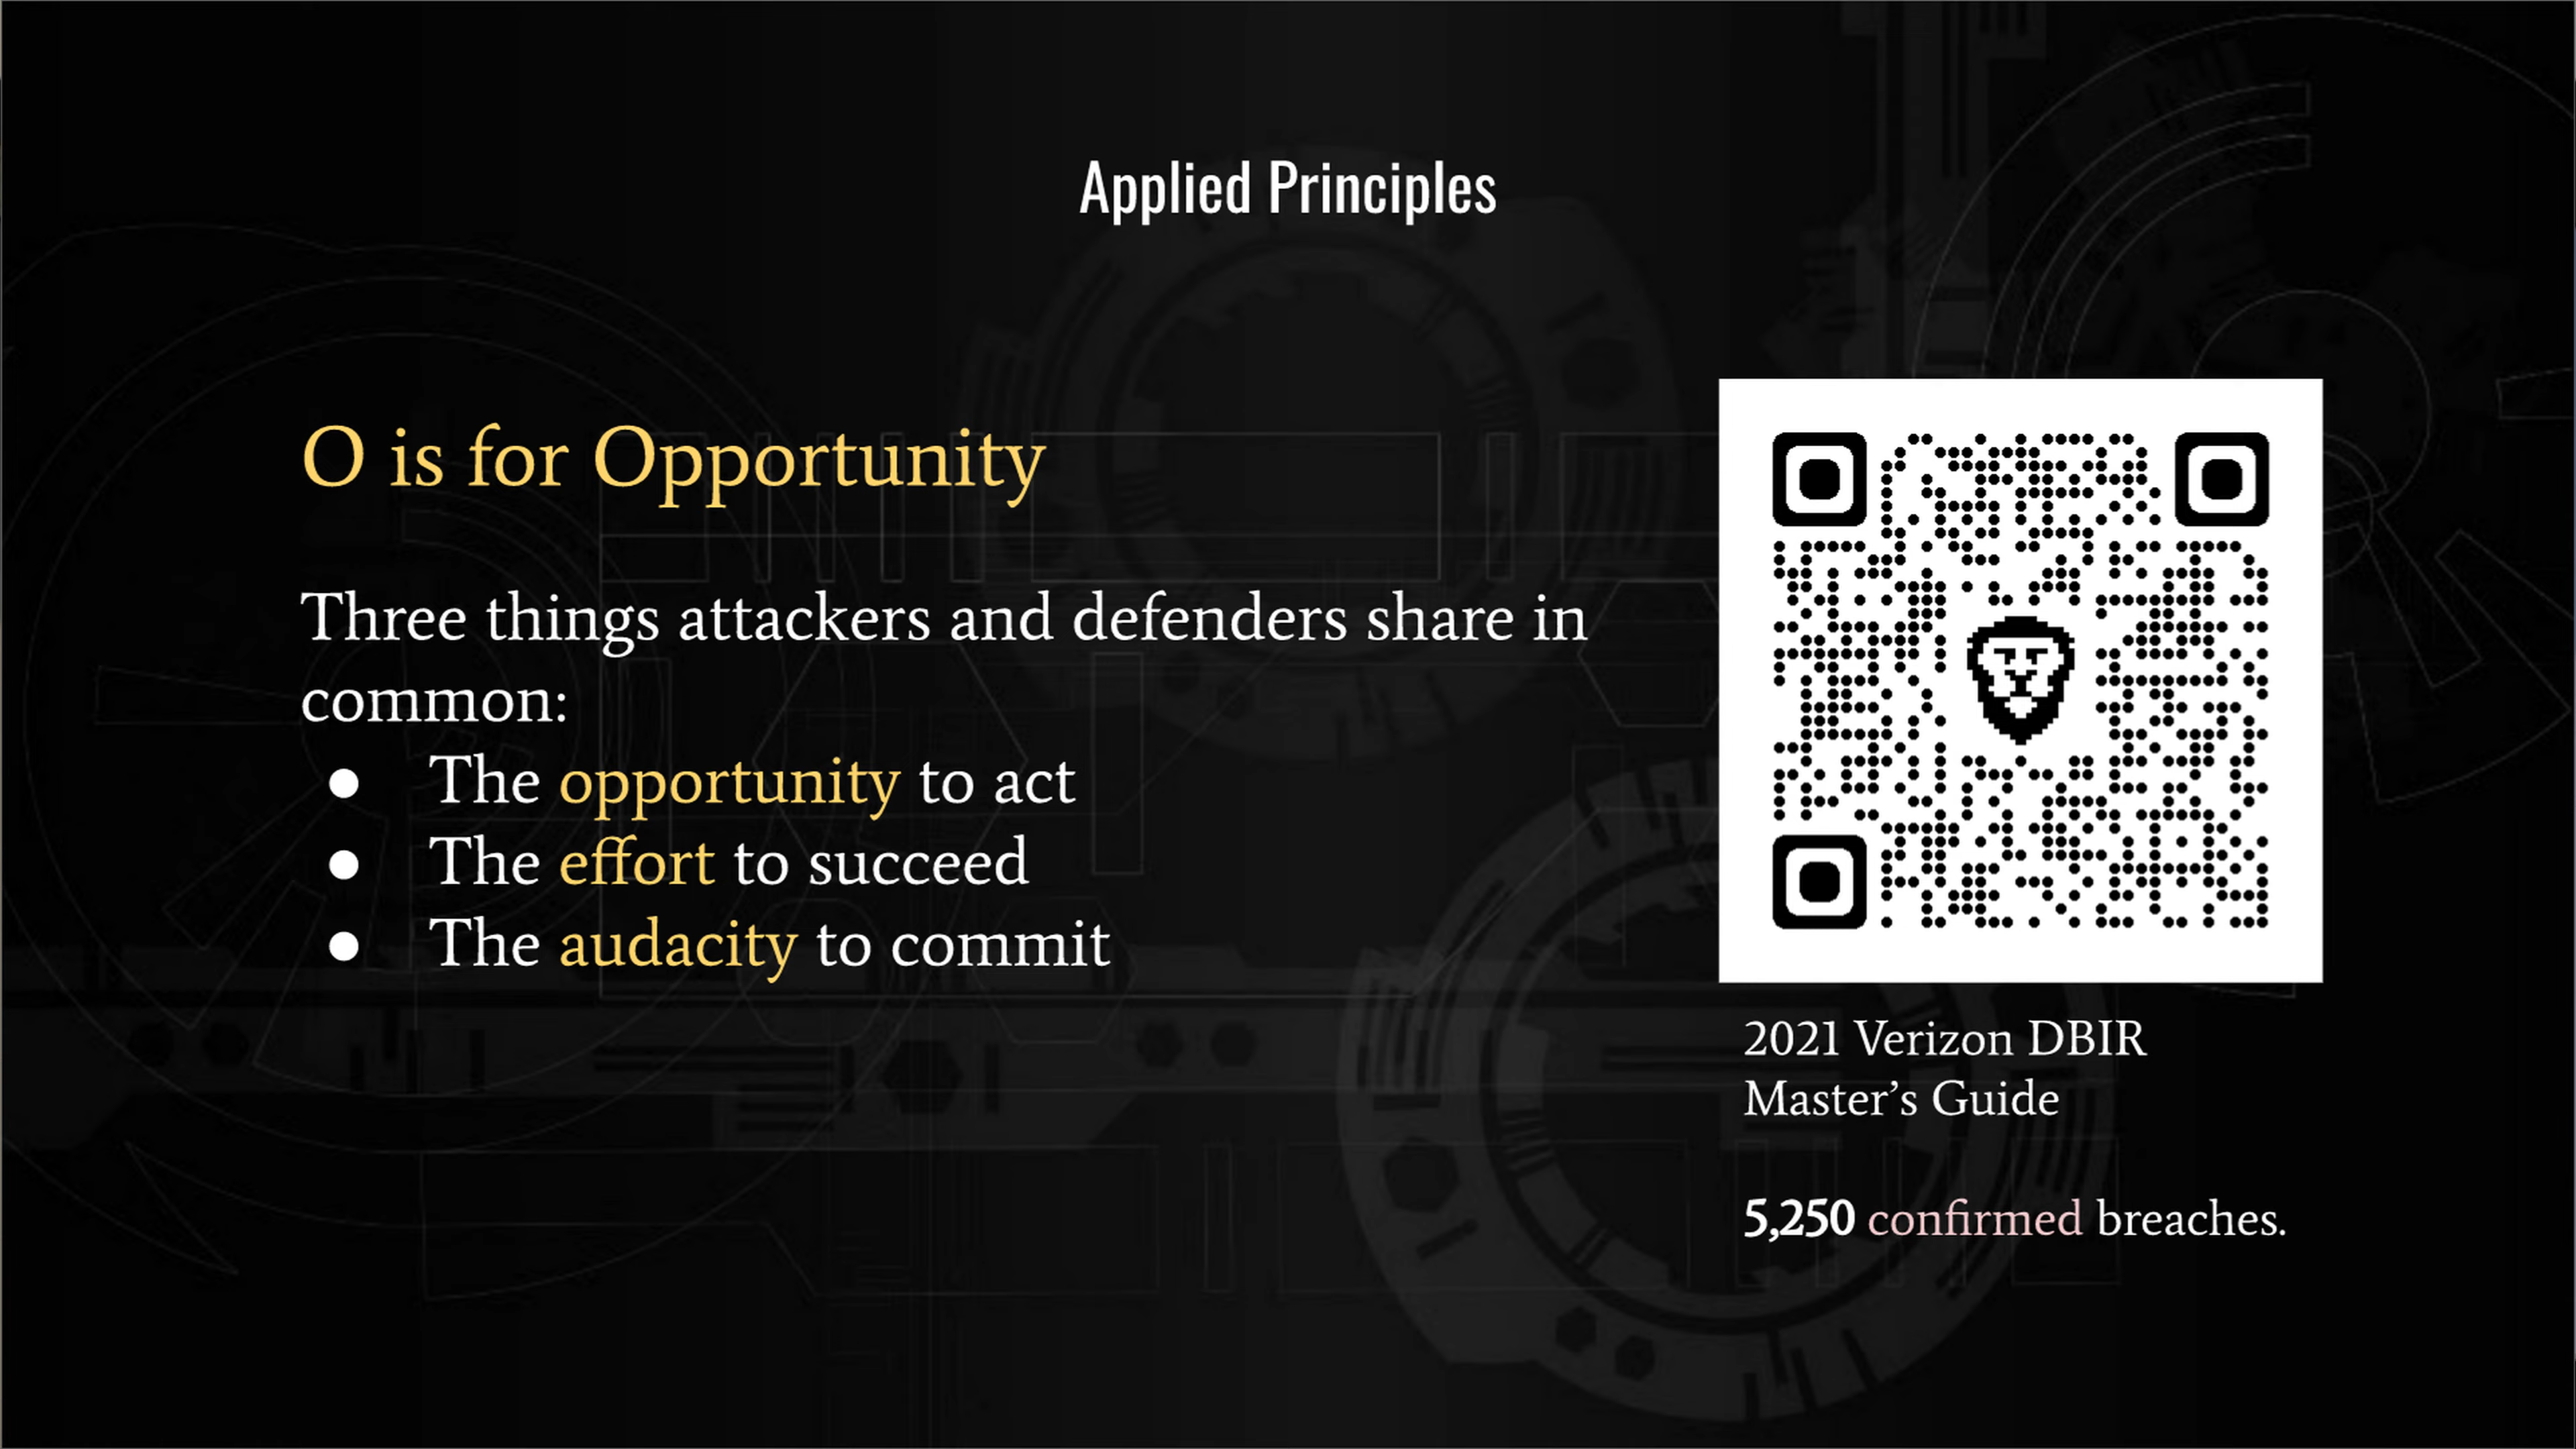 Applied Principles
O is for Opportunity
Three things attackers and defenders share in
common:
● The opportunity to act
● The effort to succeed
● The audacity to commit
2021 Verizon DBIR
Master’s Guide
5,250 confirmed breaches.